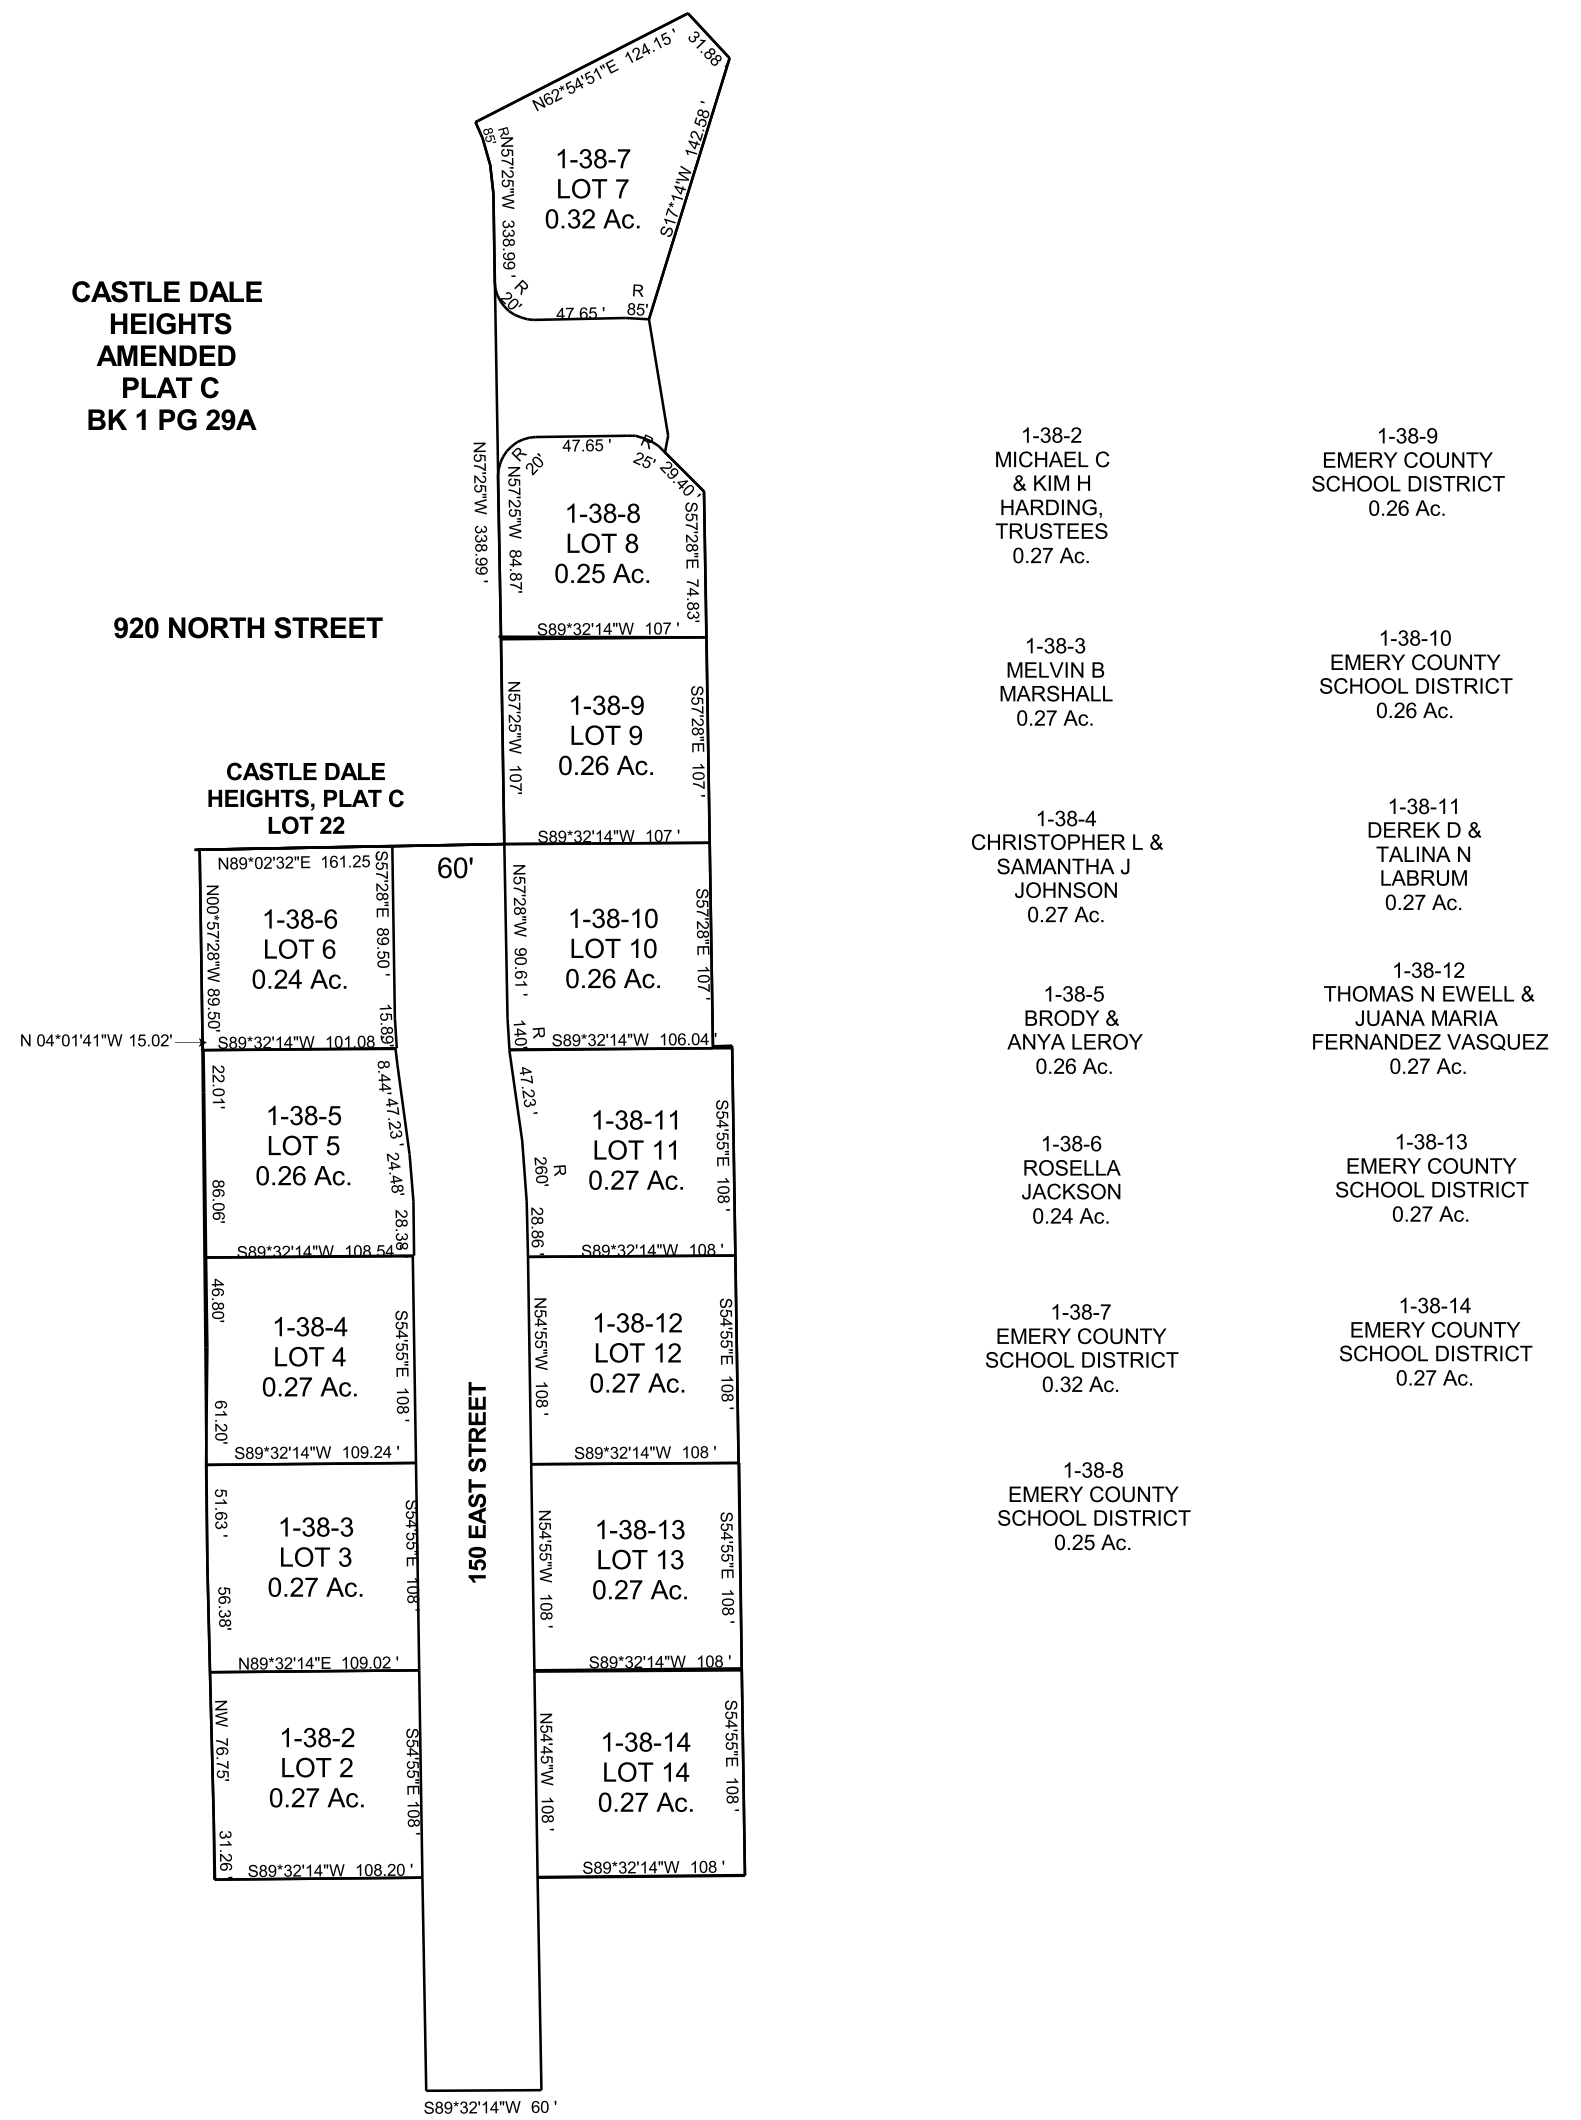 N62*54'51"E 124.15 '
31.88
R
85'
N57'25"W 338.99 '
1-38-7
LOT 7
0.32 Ac.
S17*14'W 142.58 '
R
20'
47.65 '
R
85'
CASTLE DALE
HEIGHTS
AMENDED
PLAT C
BK 1 PG 29A
N57'25"W 338.99 '
R
20'
47.65 '
R
25'
29.40 '
N57'25"W 84.87'
1-38-8
LOT 8
0.25 Ac.
S57'28"E 74.83'
S89*32'14"W 107 '
920 NORTH STREET
N57'25"W 107'
1-38-9
LOT 9
0.26 Ac.
S57'28"E 107 '
S89*32'14"W 107 '
CASTLE DALE
HEIGHTS, PLAT C
LOT 22
N89*02'32"E 161.25
60'
N00*57'28"W 89.50'
1-38-6
LOT 6
0.24 Ac.
S57'28"E 89.50 '
15.89'
N57'28"W 90.61 '
1-38-10
LOT 10
0.26 Ac.
S57'28"E 107 '
N 04*01'41"W 15.02'
S89*32'14"W 101.08
140'
R
S89*32'14"W 106.04 '
22.01'
86.06'
1-38-5
LOT 5
0.26 Ac.
8.44'
47.23 '
24.48'
28.38
S89*32'14"W 108.54
47.23 '
R
260'
28.86 '
1-38-11
LOT 11
0.27 Ac.
S54'55"E 108 '
S89*32'14"W 108 '
46.80'
61.20'
1-38-4
LOT 4
0.27 Ac.
S54'55"E 108 '
S89*32'14"W 109.24 '
N54'55"W 108 '
1-38-12
LOT 12
0.27 Ac.
S54'55"E 108 '
S89*32'14"W 108 '
150 EAST STREET
51.63 '
56.38'
1-38-3
LOT 3
0.27 Ac.
S54'55"E 108 '
N89*32'14"E 109.02 '
N54'55"W 108 '
1-38-13
LOT 13
0.27 Ac.
S54'55"E 108 '
S89*32'14"W 108 '
NW 76.75'
31.26 '
1-38-2
LOT 2
0.27 Ac.
S54'55"E 108 '
S89*32'14"W 108.20 '
N54'45"W 108 '
1-38-14
LOT 14
0.27 Ac.
S54'55"E 108 '
S89*32'14"W 108 '
S89*32'14"W 60 '
1-38-2
MICHAEL C
& KIM H
HARDING,
TRUSTEES
0.27 Ac.
1-38-3
MELVIN B
MARSHALL
0.27 Ac.
1-38-4
CHRISTOPHER L &
SAMANTHA J
JOHNSON
0.27 Ac.
1-38-5
BRODY &
ANYA LEROY
0.26 Ac.
1-38-6
ROSELLA
JACKSON
0.24 Ac.
1-38-7
EMERY COUNTY
SCHOOL DISTRICT
0.32 Ac.
1-38-8
EMERY COUNTY
SCHOOL DISTRICT
0.25 Ac.
1-38-9
EMERY COUNTY
SCHOOL DISTRICT
0.26 Ac.
1-38-10
EMERY COUNTY
SCHOOL DISTRICT
0.26 Ac.
1-38-11
DEREK D &
TALINA N
LABRUM
0.27 Ac.
1-38-12
THOMAS N EWELL &
JUANA MARIA
FERNANDEZ VASQUEZ
0.27 Ac.
1-38-13
EMERY COUNTY
SCHOOL DISTRICT
0.27 Ac.
1-38-14
EMERY COUNTY
SCHOOL DISTRICT
0.27 Ac.